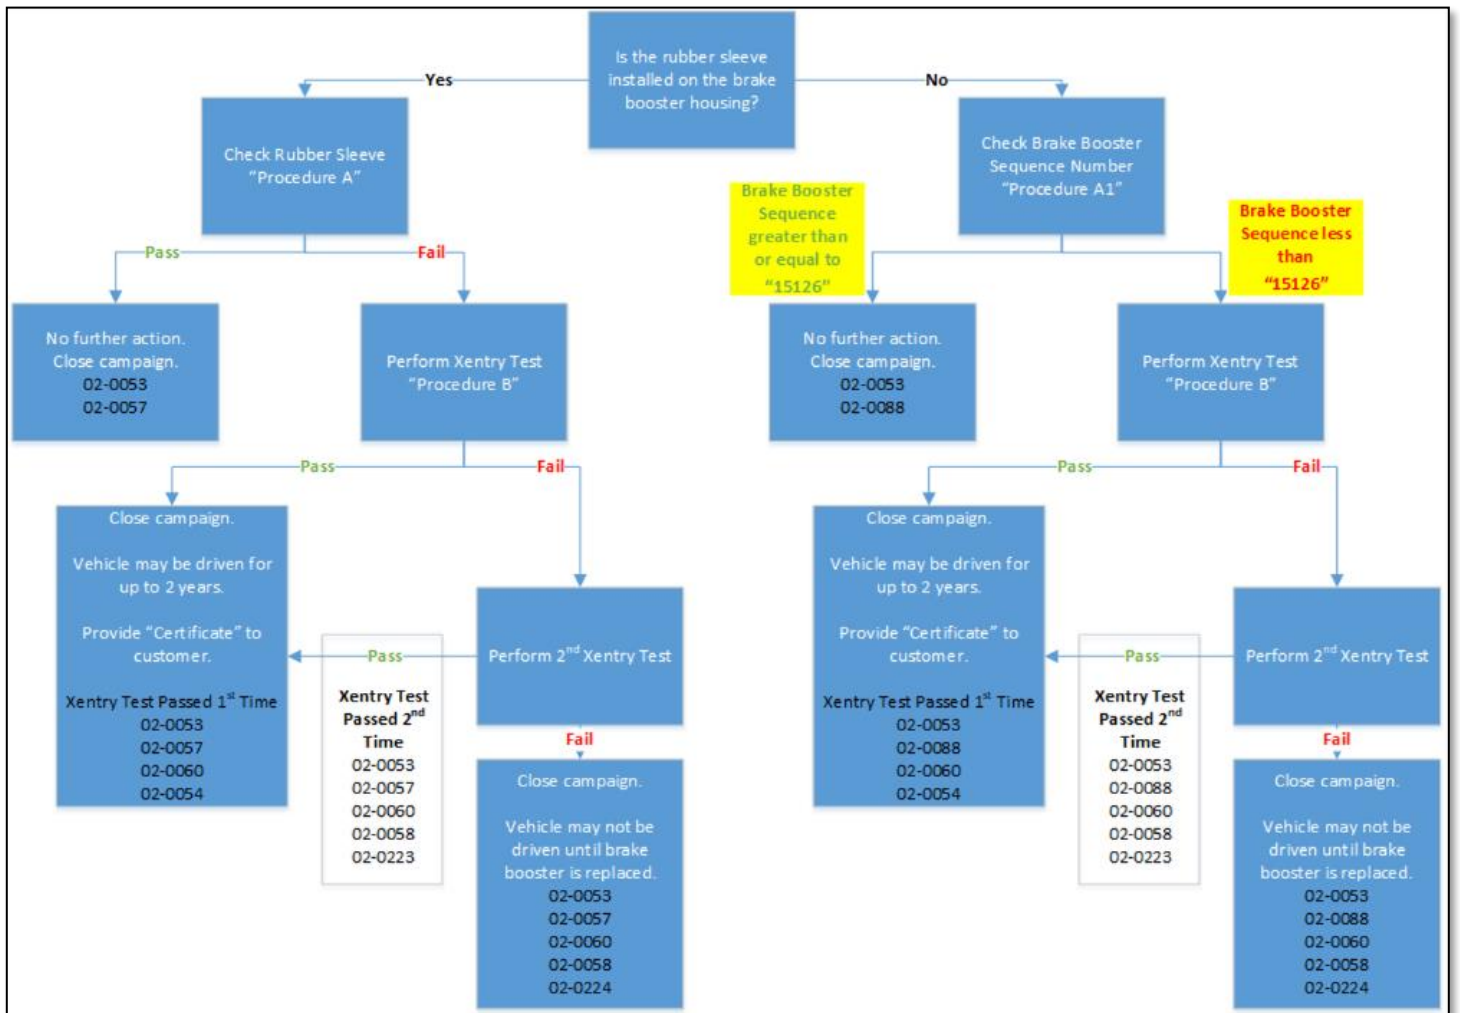 Is the rubber sleeve
installed on the brake
booster housing?
Yes
No
Check Rubber Sleeve
“Procedure A”
Check Brake Booster
Sequence Number
“Procedure A1”
Brake Booster
Sequence
greater than
or equal to
“15126”
Brake Booster
Sequence less
than
“15126”
Pass
Fail
No further action.
Close campaign.
02-0053
02-0057
Perform Xentry Test
“Procedure B”
No further action.
Close campaign.
02-0053
02-0088
Perform Xentry Test
“Procedure B”
Pass
Fail
Pass
Fail
Close campaign.
Vehicle may be driven for
up to 2 years.
Provide “Certificate” to
customer.
Xentry Test Passed 1st Time
02-0053
02-0057
02-0060
02-0054
Pass
Xentry Test
Passed 2nd
Time
02-0053
02-0057
02-0060
02-0058
02-0223
Perform 2nd Xentry Test
Fail
Close campaign.
Vehicle may not be
driven until brake
booster is replaced.
02-0053
02-0057
02-0060
02-0058
02-0224
Close campaign.
Vehicle may be driven for
up to 2 years.
Provide “Certificate” to
customer.
Xentry Test Passed 1st Time
02-0053
02-0088
02-0060
02-0054
Pass
Xentry Test
Passed 2nd
Time
02-0053
02-0088
02-0060
02-0058
02-0223
Perform 2nd Xentry Test
Fail
Close campaign.
Vehicle may not be
driven until brake
booster is replaced.
02-0053
02-0088
02-0060
02-0058
02-0224